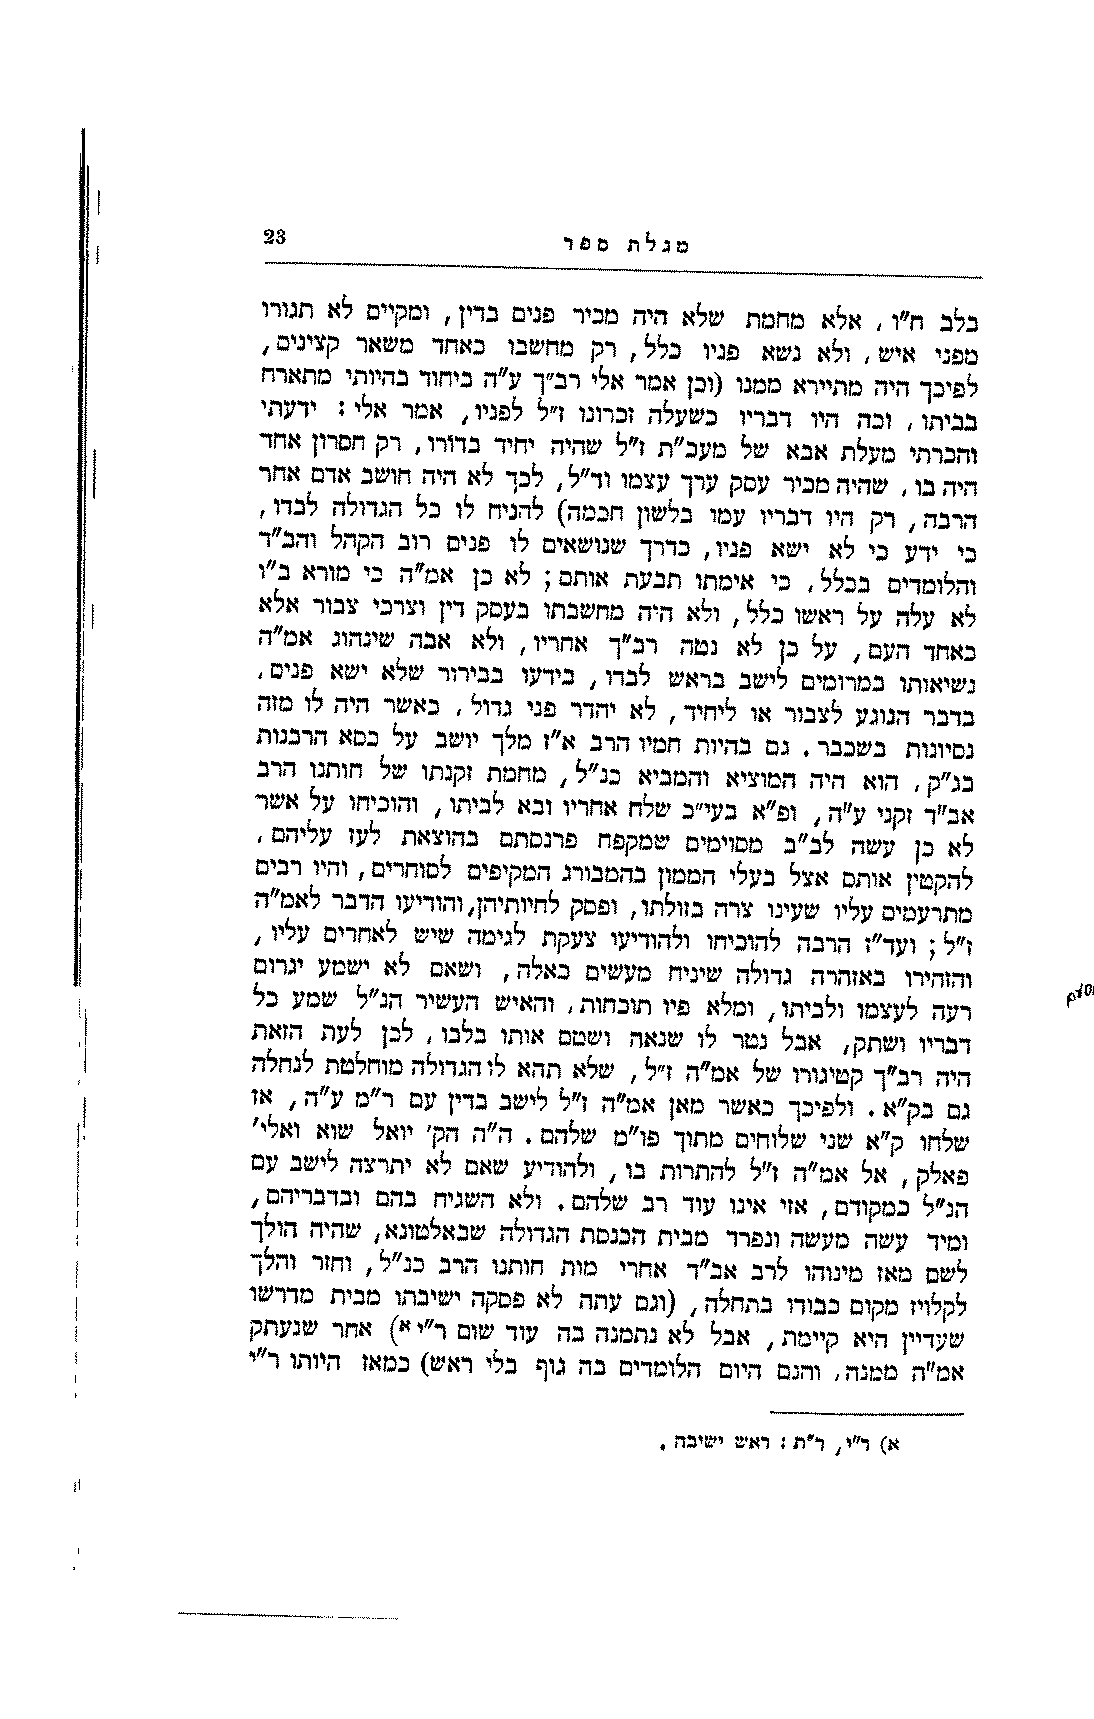 מגלת ספר 23
בלב ח"ו, אלא מחמת שלא היה מכיר פנים בדין, ומקיים לא תגורו
מפני איש, ולא נשא פניו כלל, רק מחשבו כאחד משאר קצינים,
לפיכך היה מתיירא ממנו (וכן אמר אלי רב"ך ע"ה ביחוד בהיותי מתארח
בביתו, וכה היו דבריו כשעלה זכרונו ז"ל לפניו, אמר אלי: ידעתי
והכרתי מעלת אבא של מעכ"ת ז"ל שהיה יחיד בדורו, רק חסרון אחד
היה בו, שהיה מכיר עסק ערך עצמו וד"ל, לכך לא היה חושב אדם אחר
הרבה, רק היו דבריו עמו בלשון חכמה) להניח לו כל הגדולה לבדו,
כי ידע כי לא ישא פניו, כדרך שנושאים לו פנים רוב הקהל והב"ד
והלומדים בכלל, כי אימתו תבעת אותם; לא כן אמ"ה כי מורא ב"ו
לא עלה על ראשו כלל, ולא היה מחשבתו בעסק דין וצרכי צבור אלא
כאחד העם, על כן לא נטה רב"ך אחריו, ולא אבה שינהוג אמ"ה
נשיאותו במרומים לישב בראש לבדו, בידעו בבירור שלא ישא פנים,
בדבר הנוגע לצבור או ליחיד, לא יהדר פני גדול, כאשר היה לו מזה
נסיונות בשכבר. גם בהיות חמיו הרב א"ז מלך יושב על כסא הרבנות
בג"ק, הוא היה המוציא והמביא כנ"ל, מחמת זקנתו של חותנו הרב
אב"ד זקני ע"ה, ופ"א בעי"כ שלח אחריו ובא לביתו, והוכיחו על אשר
לא כן עשה לב"ב מסוימים שמקפח פרנסתם בהוצאת לעז עליהם,
להקטין אותם אצל בעלי הממון בהמבורג המקיפים לסוחרים, והיו רבים
מתרעמים עליו שעינו צרה בזולתו, ופסק לחיותיהן, והודיעו הדבר לאמ"ה
ז"ל; ועד"ז הרבה להוכיחו ולהודיעו צעקת לגימה שיש לאחרים עליו,
והזהירו באזהרה גדולה שיניח מעשים כאלה, ושאם לא ישמע יגרום
רעה לעצמו ולביתו, ומלא פיו תוכחות, והאיש העשיר הנ"ל שמע כל
דבריו ושתק, אבל נטר לו שנאה ושטם אותו בלבו, לכן לעת הזאת
היה רב"ך קטיגורו של אמ"ה ז"ל, שלא תהא לו הגדולה מוחלטת לנחלה
גם בק"א. ולפיכך כאשר מאן אמ"ה ז"ל לישב בדין עם ר"מ ע"ה, אז
שלחו ק"א שני שלוחים מתוך פו"מ שלהם. ה"ה הק' יואל שוא ואלי'
פאלק, אל אמ"ה ז"ל להתרות בו, ולהודיע שאם לא יתרצה לישב עם
הנ"ל כמקודם, אזי אינו עוד רב שלהם. ולא השגיח בהם ובדבריהם,
ומיד עשה מעשה ונפרד מבית הכנסת הגדולה שבאלטונא, שהיה הולך
לשם מאז מינוהו לרב אב"ד אחרי מות חותנו הרב כנ"ל, וחזר והלך
לקלויז מקום כבודו בתחלה, (וגם עתה לא פסקה ישיבתו מבית מדרשו
שעדיין היא קיימת, אבל לא נתמנה בה עוד שום ר"י א) אחר שנעתק
אמ"ה ממנה, והנם היום הלומדים בה גוף בלי ראש) כמאז היותו ר"י
א) ר"י, ר"ת: ראש ישיבה.